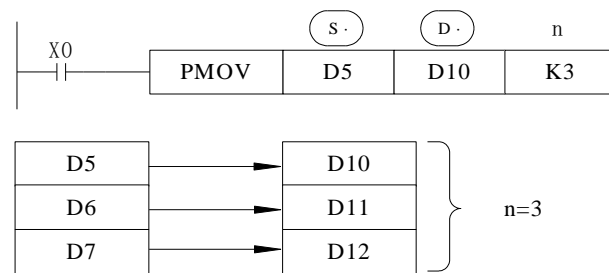 S · D · n
X0
PMOV D5 D10 K3
D5 D10
D6 D11 n=3
D7 D12